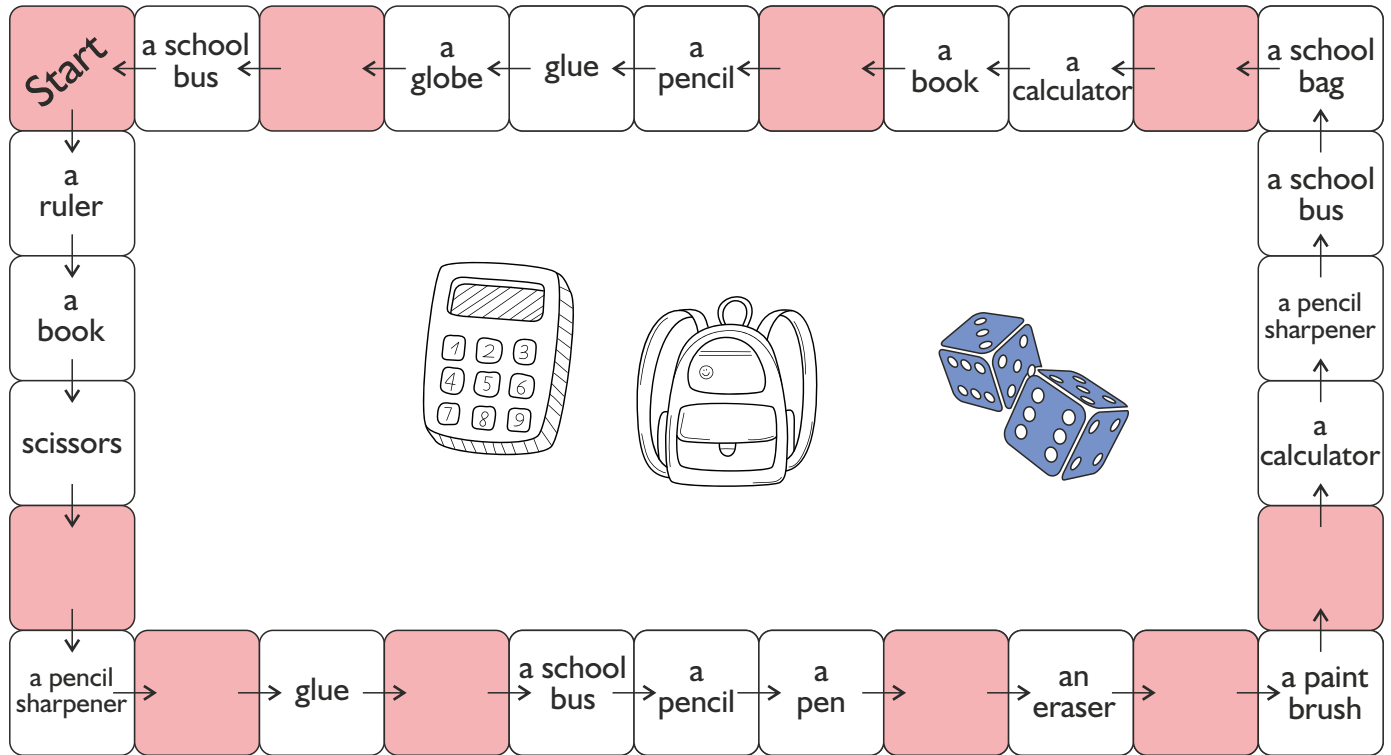 Start
a school
bus
a
globe
glue
a
pencil
a
book
a
calculator
a school
bag
a
ruler
a school
bus
a
book
a pencil
sharpener
scissors
a
calculator
1 2 3
4 5 6
7 8 9
a pencil
sharpener
glue
a school
bus
a
pencil
a
pen
an
eraser
a paint
brush